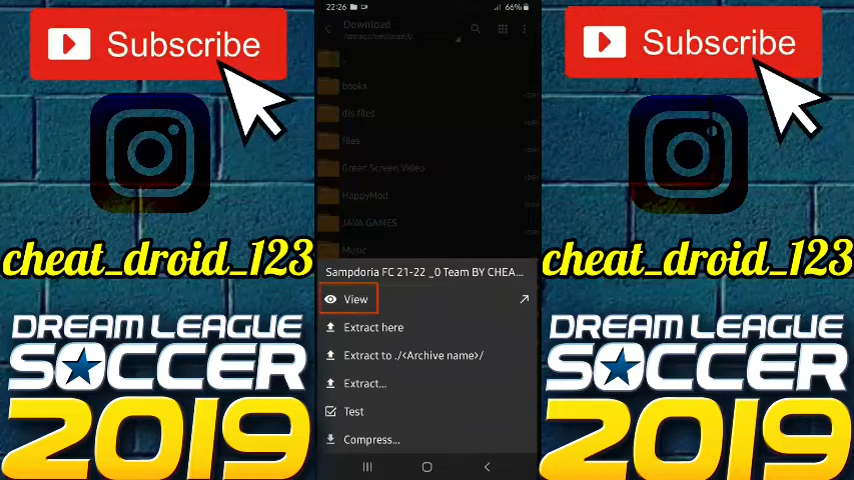 Subscribe
cheat_droid_123
DREAM LEAGUE
SOCCER
2019
22:26
66%
Download
books
dls files
files
Green Screen Video
HappyMod
JAVA GAMES
Music
Sampdoria FC 21-22 _0 Team BY CHEA...
View
Extract here
Extract to ./<Archive name>/
Extract...
Test
Compress...
Subscribe
cheat_droid_123
DREAM LEAGUE
SOCCER
2019